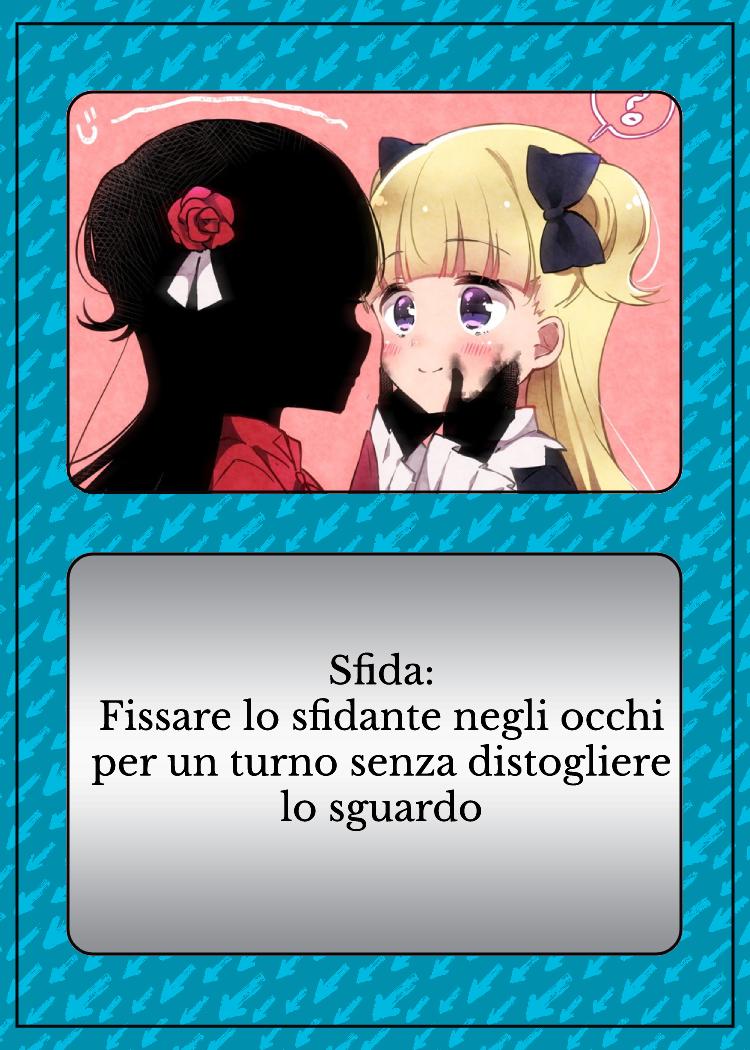 ?
Sfida:
Fissare lo sfidante negli occhi
per un turno senza distogliere
lo sguardo